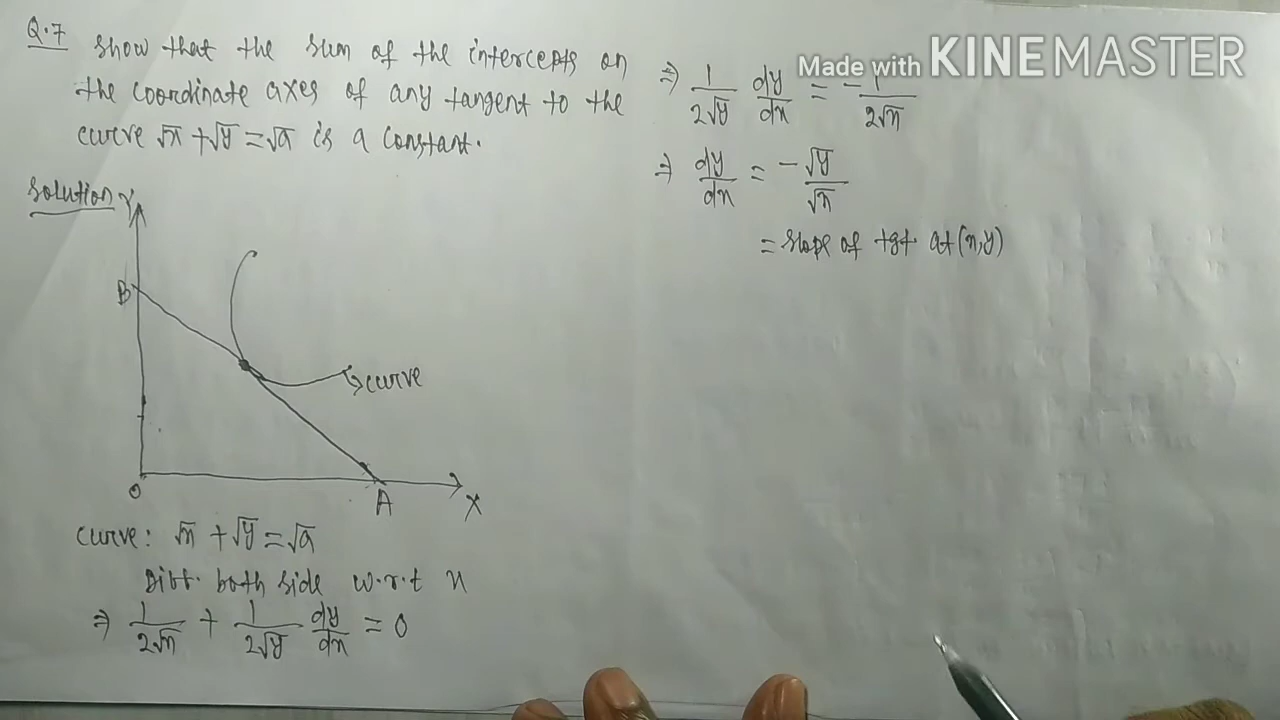 Q.7
Show that the sum of the intercepts on
the coordinate axes of any tangent to the
curve √x + √y = √a is a constant.
Solution
Y
B
curve
O
A
X
curve: √x + √y = √a
Diff. both side w.r.t x
⇒ 1/2√x + 1/2√y dy/dx = 0
Made with KINEMASTER
⇒ 1/2√y dy/dx = - 1/2√x
⇒ dy/dx = - √y/√x
= slope of tgt. at (x,y)